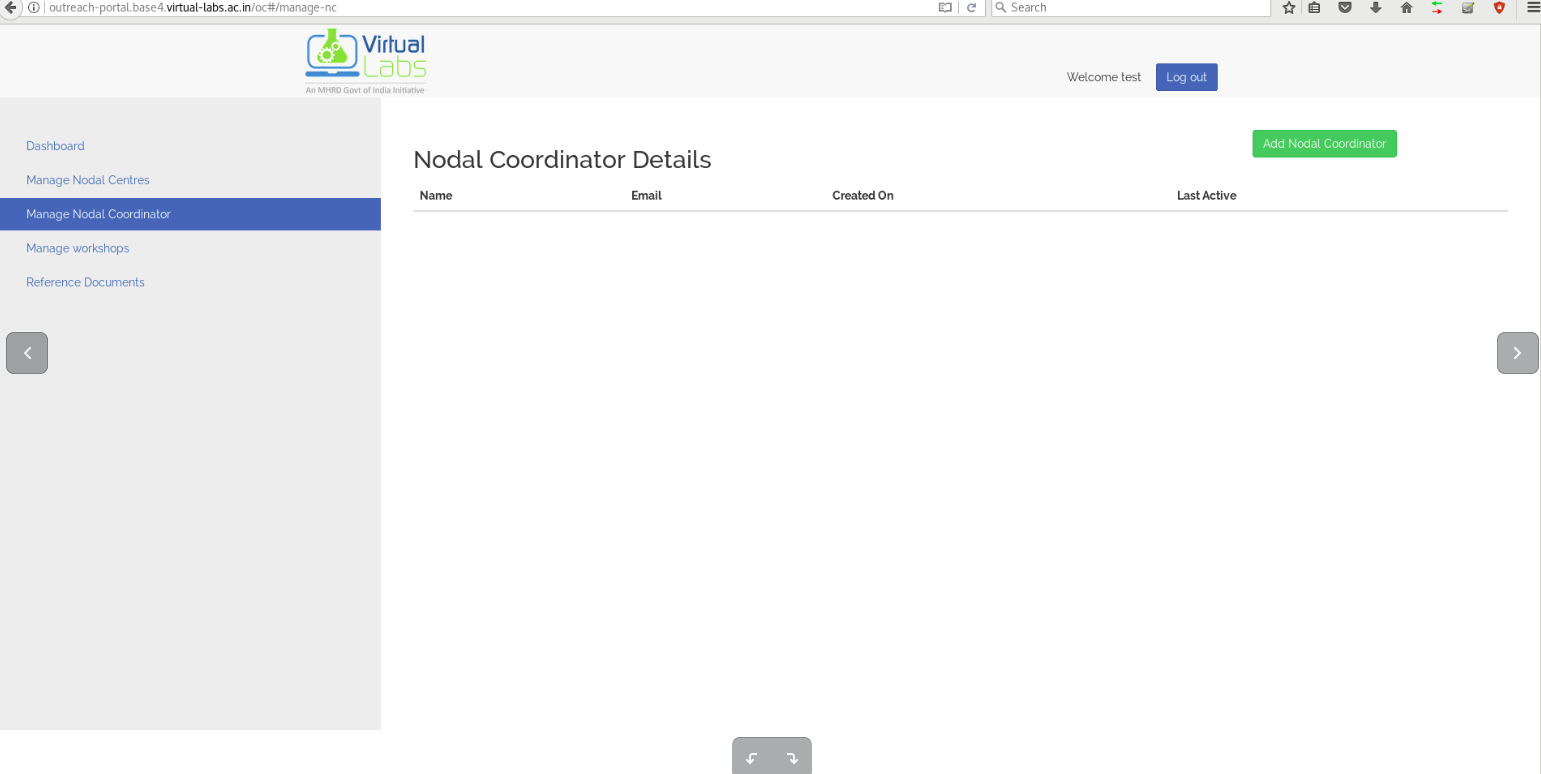 outreach-portal.base4.virtual-labs.ac.in/oc#/manage-nc
Search
Virtual
Labs
An MHRD Govt of India Initiative
Welcome test
Log out
Dashboard
Manage Nodal Centres
Manage Nodal Coordinator
Manage workshops
Reference Documents
Add Nodal Coordinator
Nodal Coordinator Details
Name Email Created On Last Active